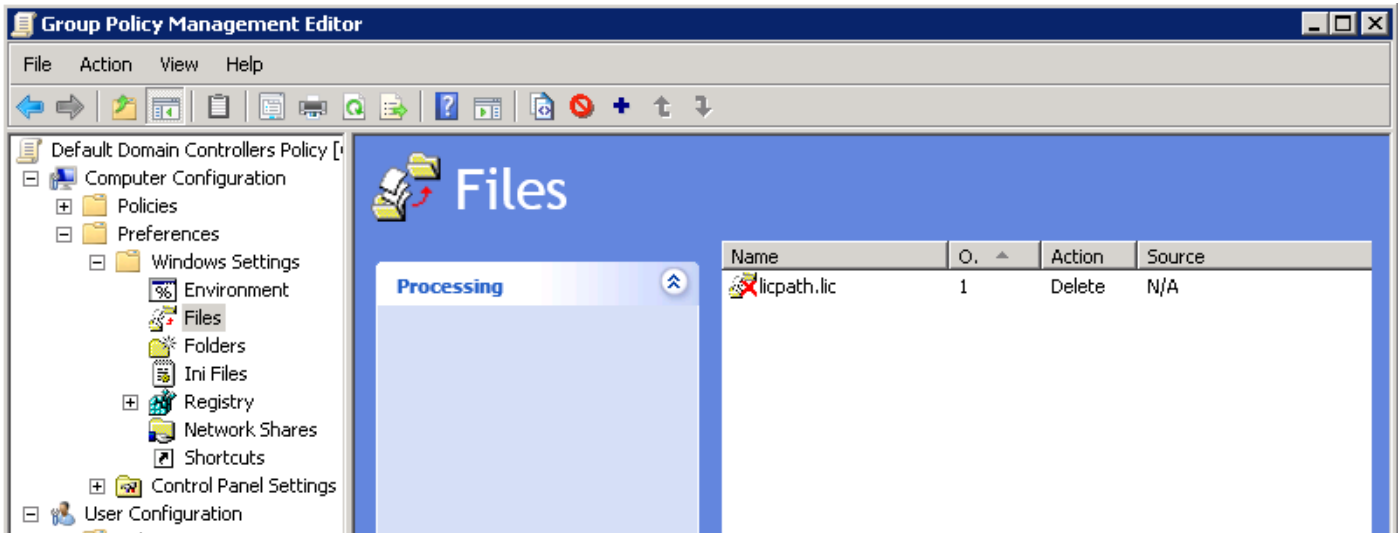 Group Policy Management Editor
File Action View Help
Default Domain Controllers Policy [
Computer Configuration
Policies
Preferences
Windows Settings
Environment
Files
Folders
Ini Files
Registry
Network Shares
Shortcuts
Control Panel Settings
User Configuration
Files
Processing
Name O. Action Source
licpath.lic 1 Delete N/A